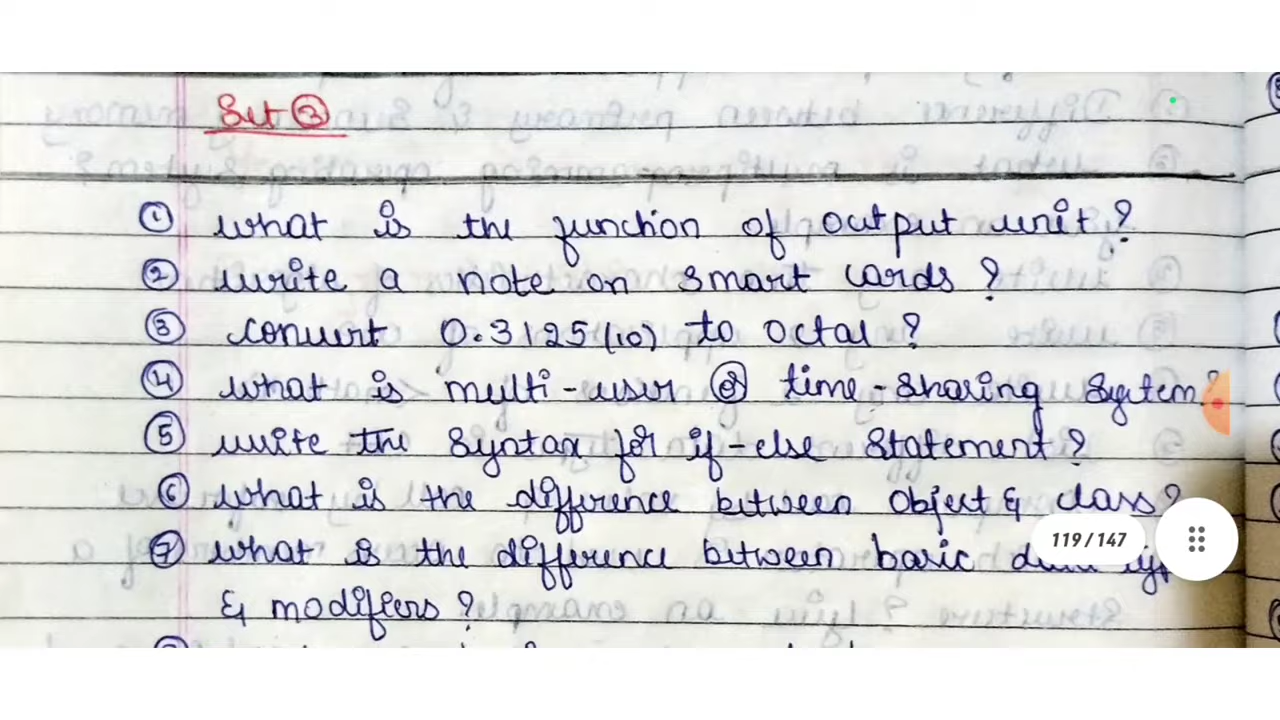 Set ③
① what is the function of output unit?
② write a note on smart cards?
③ convert 0.3125(10) to octal?
④ what is multi-user or time-sharing system?
⑤ write the syntax for if-else statement?
⑥ what is the difference between object & class?
⑦ what is the difference between basic data
& modifiers?
119/147